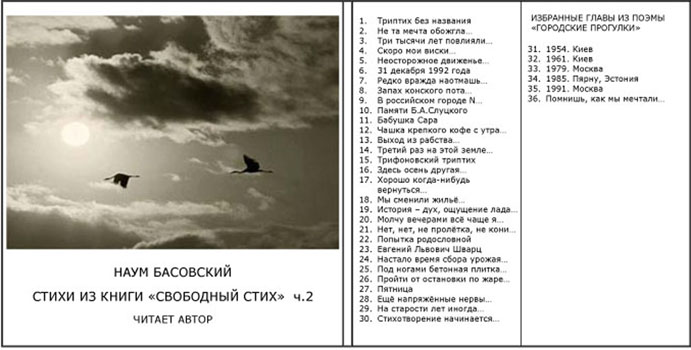 НАУМ БАСОВСКИЙ
СТИХИ ИЗ КНИГИ «СВОБОДНЫЙ СТИХ» ч.2
ЧИТАЕТ АВТОР
1. Триптих без названия
2. Не та мечта обожгла...
3. Три тысячи лет повлияли...
4. Скоро мои виски...
5. Неосторожное движенье...
6. 31 декабря 1992 года
7. Редко вражда наотмашь...
8. Запах конского пота...
9. В российском городе N...
10. Памяти Б.А.Слуцкого
11. Бабушка Сара
12. Чашка крепкого кофе с утра...
13. Выход из рабства...
14. Третий раз на этой земле...
15. Трифоновский триптих
16. Здесь осень другая...
17. Хорошо когда-нибудь
вернуться...
18. Мы сменили жильё...
19. История – дух, ощущение лада...
20. Молчу вечерами всё чаще я...
21. Нет, нет, не пролётка, не кони...
22. Попытка родословной
23. Евгений Львович Шварц
24. Настало время сбора урожая...
25. Под ногами бетонная плитка...
26. Пройти от остановки по жаре...
27. Пятница
28. Ещё напряжённые нервы...
29. На старости лет иногда...
30. Стихотворение начинается...
ИЗБРАННЫЕ ГЛАВЫ ИЗ ПОЭМЫ
«ГОРОДСКИЕ ПРОГУЛКИ»
31. 1954. Киев
32. 1961. Киев
33. 1979. Москва
34. 1985. Пярну, Эстония
35. 1991. Москва
36. Помнишь, как мы мечтали...